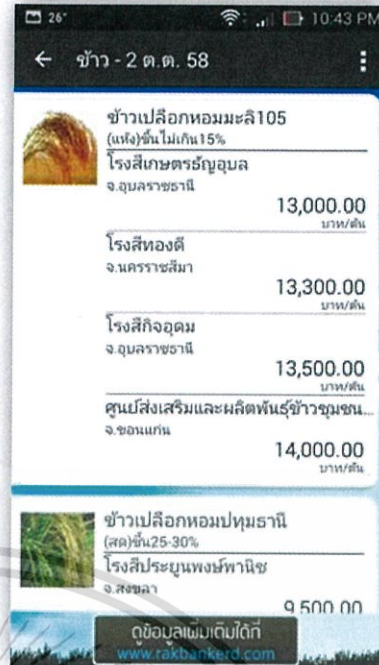 26°
10:43 PM
ข้าว - 2 ต.ต. 58
ข้าวเปลือกหอมมะลิ105
(แห้ง)ชื้นไม่เกิน15%
โรงสีเกษตรธัญอุบล
จ.อุบลราชธานี
13,000.00
บาท/ตัน
โรงสีทองดี
จ.นครราชสีมา
13,300.00
บาท/ตัน
โรงสีกิจอุดม
จ.อุบลราชธานี
13,500.00
บาท/ตัน
ศูนย์ส่งเสริมและผลิตพันธุ์ข้าวชุมชน...
จ.ขอนแก่น
14,000.00
บาท/ตัน
ข้าวเปลือกหอมปทุมธานี
(สด)ชื้น25-30%
โรงสีประยูนพงษ์พานิช
จ.สงขลา
9,500.00
ดูข้อมูลเพิ่มเติมได้ที่
www.rakbankerd.com